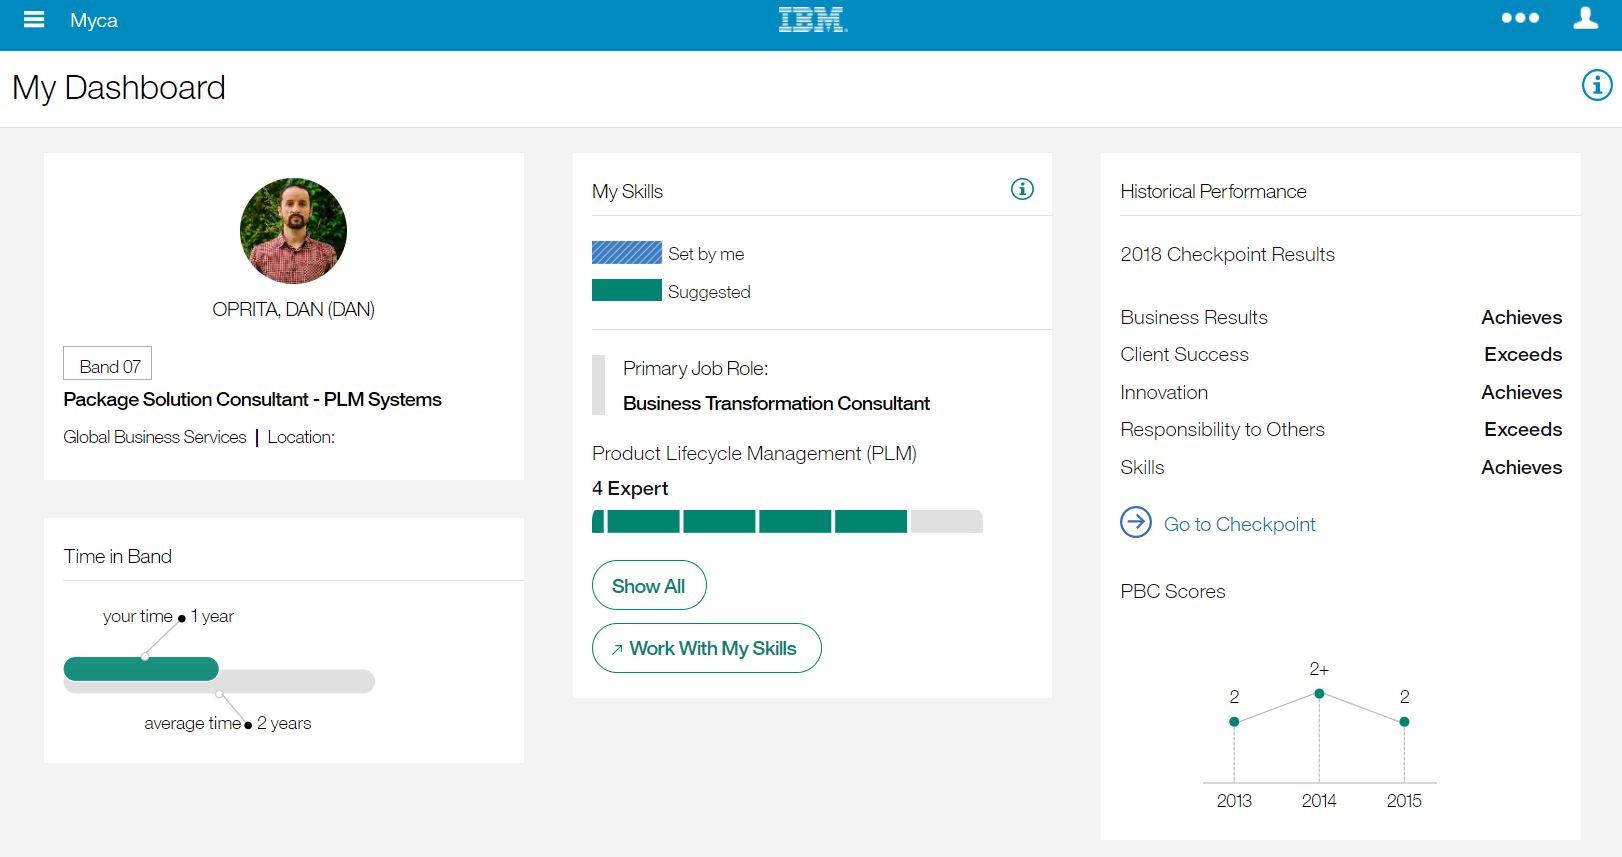 Myca
IBM
My Dashboard
OPRITA, DAN (DAN)
Band 07
Package Solution Consultant - PLM Systems
Global Business Services | Location:
Time in Band
your time • 1 year
average time • 2 years
My Skills
Set by me
Suggested
Primary Job Role:
Business Transformation Consultant
Product Lifecycle Management (PLM)
4 Expert
Show All
Work With My Skills
Historical Performance
2018 Checkpoint Results
Business Results Achieves
Client Success Exceeds
Innovation Achieves
Responsibility to Others Exceeds
Skills Achieves
Go to Checkpoint
PBC Scores
2 2+ 2
2013 2014 2015